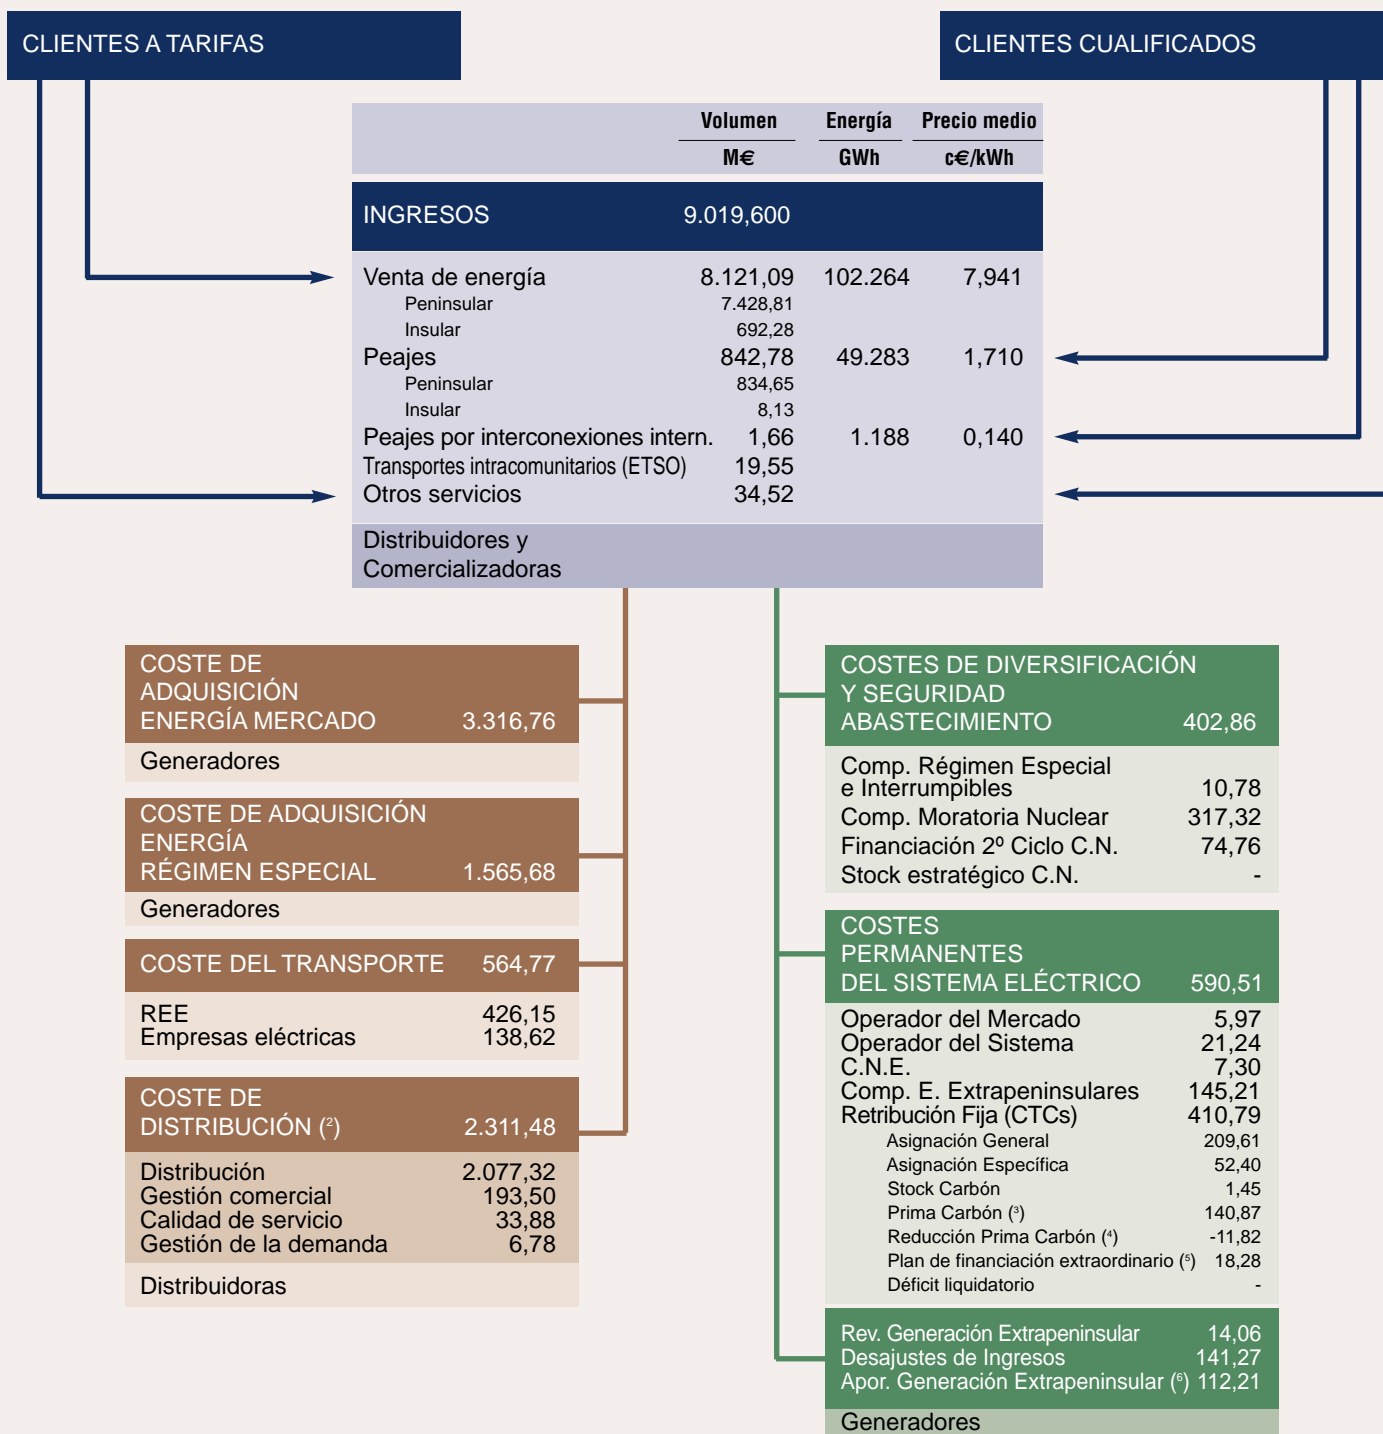 CLIENTES A TARIFAS
CLIENTES CUALIFICADOS
Volumen Energía Precio medio
M€ GWh c€/kWh
INGRESOS 9.019,600
Venta de energía 8.121,09 102.264 7,941
Peninsular 7.428,81
Insular 692,28
Peajes 842,78 49.283 1,710
Peninsular 834,65
Insular 8,13
Peajes por interconexiones intern. 1,66 1.188 0,140
Transportes intracomunitarios (ETSO) 19,55
Otros servicios 34,52
Distribuidores y
Comercializadoras
COSTE DE
ADQUISICIÓN
ENERGÍA MERCADO 3.316,76
Generadores
COSTE DE ADQUISICIÓN
ENERGÍA
RÉGIMEN ESPECIAL 1.565,68
Generadores
COSTE DEL TRANSPORTE 564,77
REE 426,15
Empresas eléctricas 138,62
COSTE DE
DISTRIBUCIÓN (2) 2.311,48
Distribución 2.077,32
Gestión comercial 193,50
Calidad de servicio 33,88
Gestión de la demanda 6,78
Distribuidoras
COSTES DE DIVERSIFICACIÓN
Y SEGURIDAD
ABASTECIMIENTO 402,86
Comp. Régimen Especial
e Interrumpibles 10,78
Comp. Moratoria Nuclear 317,32
Financiación 2º Ciclo C.N. 74,76
Stock estratégico C.N. -
COSTES
PERMANENTES
DEL SISTEMA ELÉCTRICO 590,51
Operador del Mercado 5,97
Operador del Sistema 21,24
C.N.E. 7,30
Comp. E. Extrapeninsulares 145,21
Retribución Fija (CTCs) 410,79
Asignación General 209,61
Asignación Específica 52,40
Stock Carbón 1,45
Prima Carbón (3) 140,87
Reducción Prima Carbón (4) -11,82
Plan de financiación extraordinario (5) 18,28
Déficit liquidatorio -
Rev. Generación Extrapeninsular 14,06
Desajustes de Ingresos 141,27
Apor. Generación Extrapeninsular (6) 112,21
Generadores